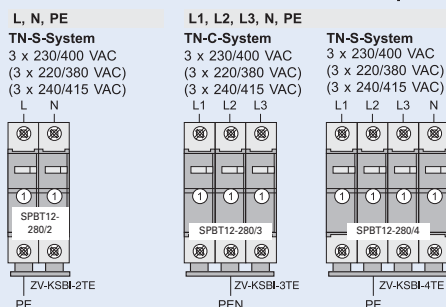 L, N, PE
TN-S-System
3 x 230/400 VAC
(3 x 220/380 VAC)
(3 x 240/415 VAC)
L N
1 1
SPBT12-
280/2
ZV-KSBI-2TE
PE
L1, L2, L3, N, PE
TN-C-System
3 x 230/400 VAC
(3 x 220/380 VAC)
(3 x 240/415 VAC)
L1 L2 L3
1 1 1
SPBT12-280/3
ZV-KSBI-3TE
PEN
TN-S-System
3 x 230/400 VAC
(3 x 220/380 VAC)
(3 x 240/415 VAC)
L1 L2 L3 N
1 1 1 1
SPBT12-280/4
ZV-KSBI-4TE
PE